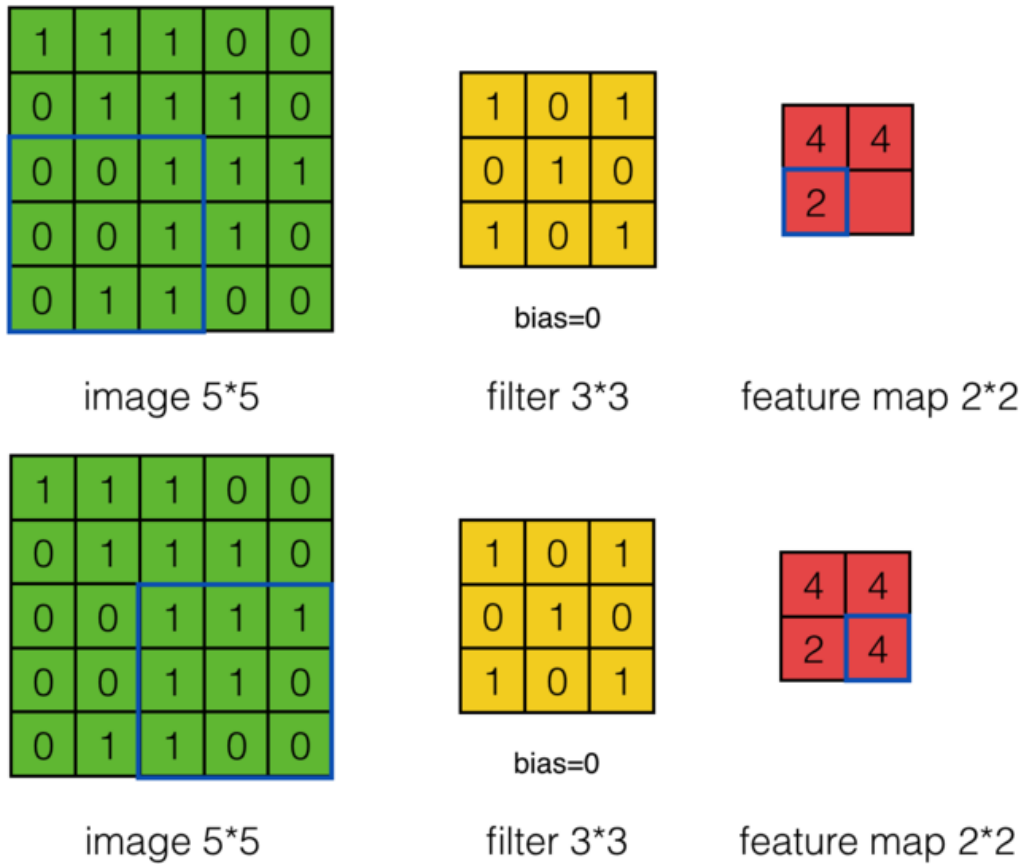 1 1 1 0 0
0 1 1 1 0
0 0 1 1 1
0 0 1 1 0
0 1 1 0 0
1 0 1
0 1 0
1 0 1
bias=0
4 4
2
image 5*5
filter 3*3
feature map 2*2
1 1 1 0 0
0 1 1 1 0
0 0 1 1 1
0 0 1 1 0
0 1 1 0 0
1 0 1
0 1 0
1 0 1
bias=0
4 4
2 4
image 5*5
filter 3*3
feature map 2*2